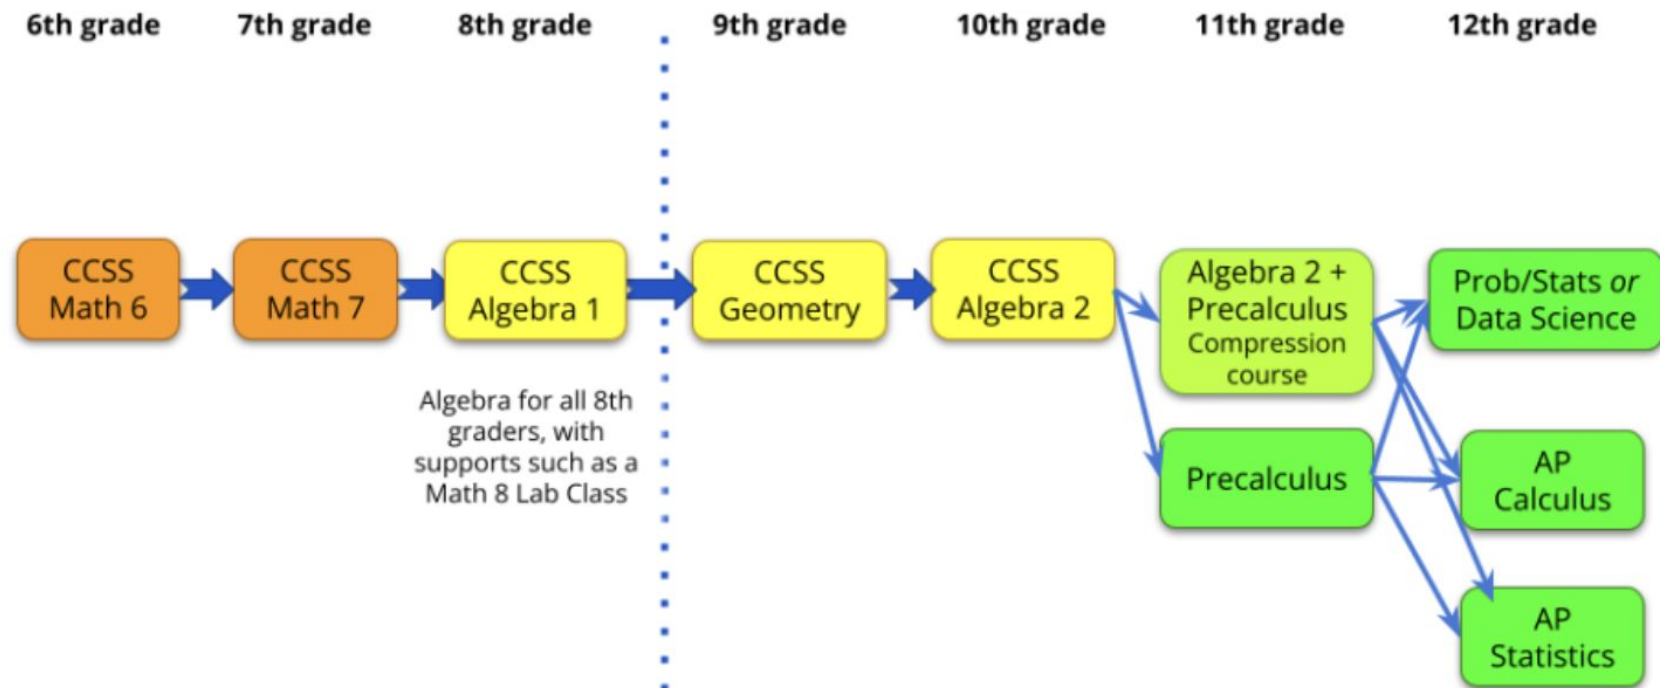 6th grade
7th grade
8th grade
9th grade
10th grade
11th grade
12th grade
CCSS
Math 6
CCSS
Math 7
CCSS
Algebra 1
Algebra for all 8th
graders, with
supports such as a
Math 8 Lab Class
CCSS
Geometry
CCSS
Algebra 2
Algebra 2 +
Precalculus
Compression
course
Precalculus
Prob/Stats or
Data Science
AP
Calculus
AP
Statistics